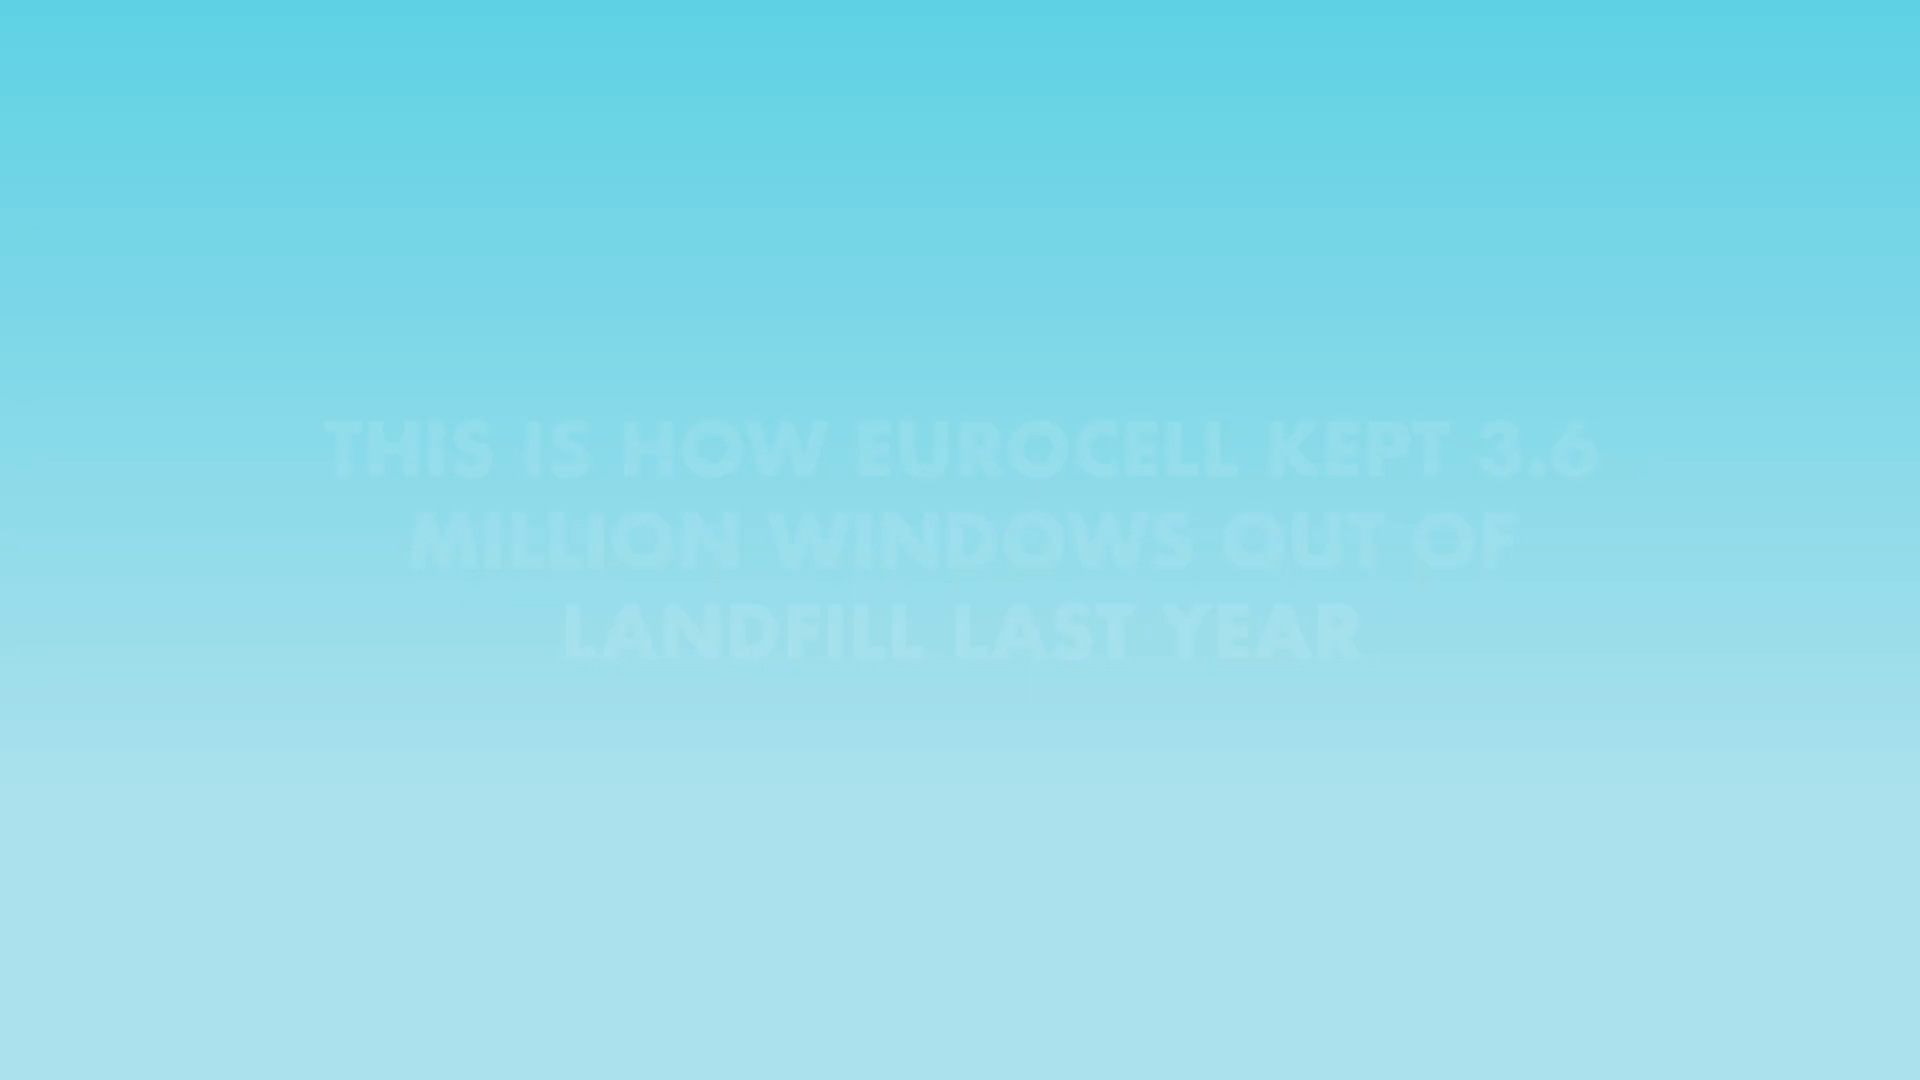 THIS IS HOW EUROCELL KEPT 3.6
MILLION WINDOWS OUT OF
LANDFILL LAST YEAR